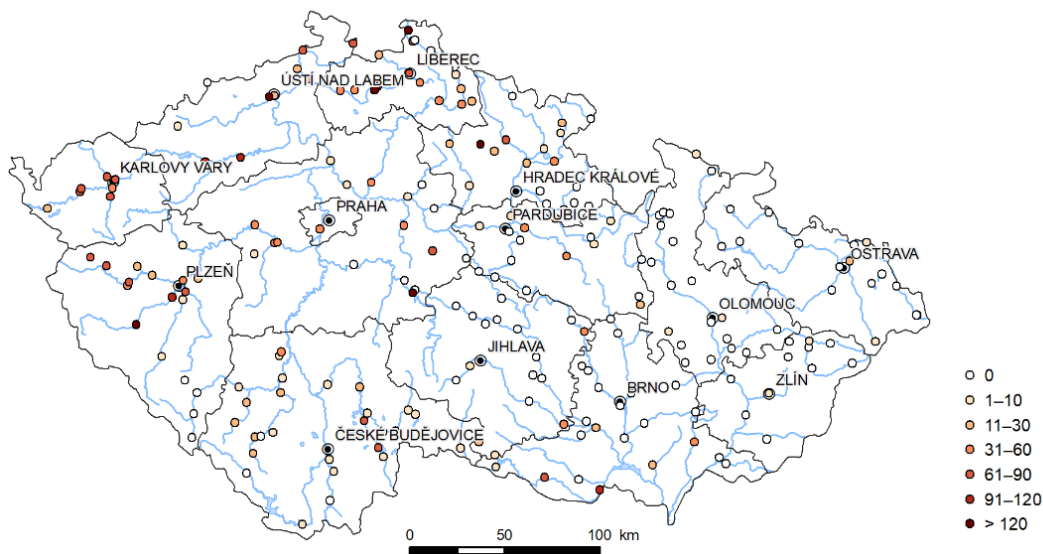 LIBEREC
ÚSTÍ NAD LABEM
KARLOVY VARY
HRADEC KRÁLOVÉ
PRAHA
PARDUBICE
OSTRAVA
PLZEŇ
OLOMOUC
JIHLAVA
ZLÍN
BRNO
ČESKÉ BUDĚJOVICE
0
1–10
11–30
31–60
61–90
91–120
> 120
0 50 100 km